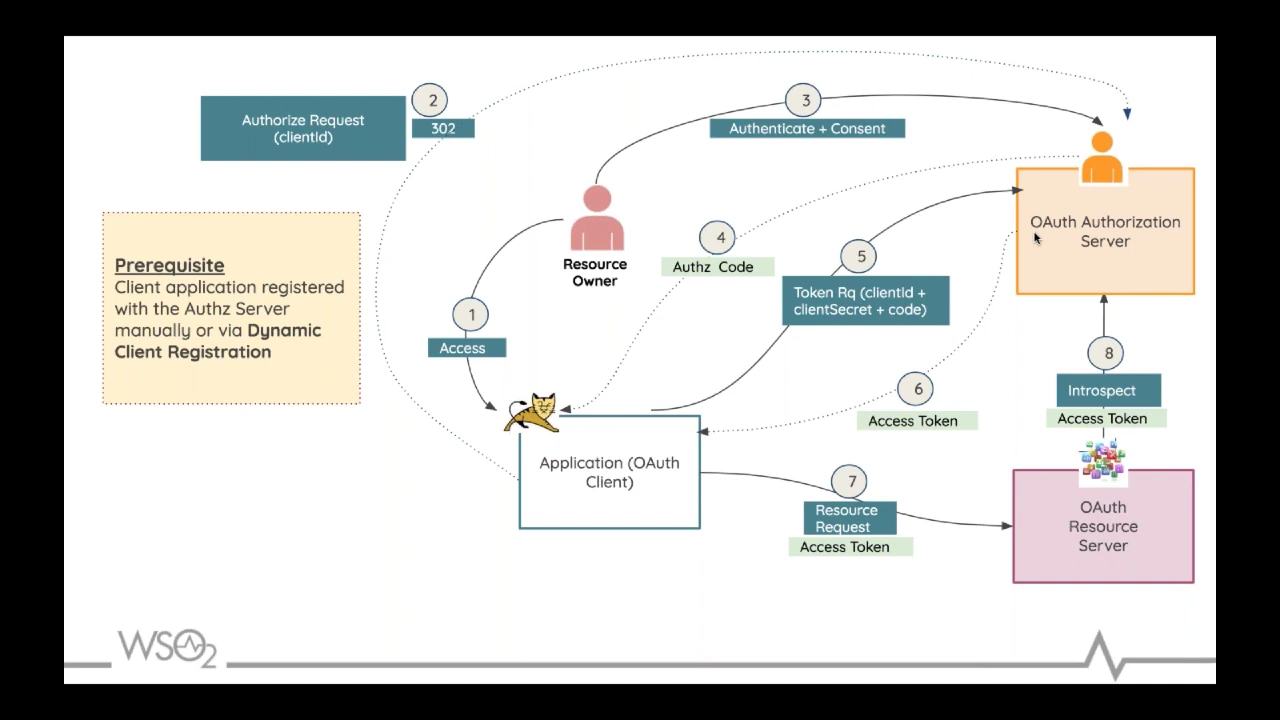 2
Authorize Request
(clientId)
302
3
Authenticate + Consent
Prerequisite
Client application registered
with the Authz Server
manually or via Dynamic
Client Registration
Resource
Owner
1
Access
4
Authz Code
5
Token Rq (clientId +
clientSecret + code)
OAuth Authorization
Server
6
Access Token
8
Introspect
Access Token
Application (OAuth
Client)
7
Resource
Request
Access Token
OAuth
Resource
Server
WSO2